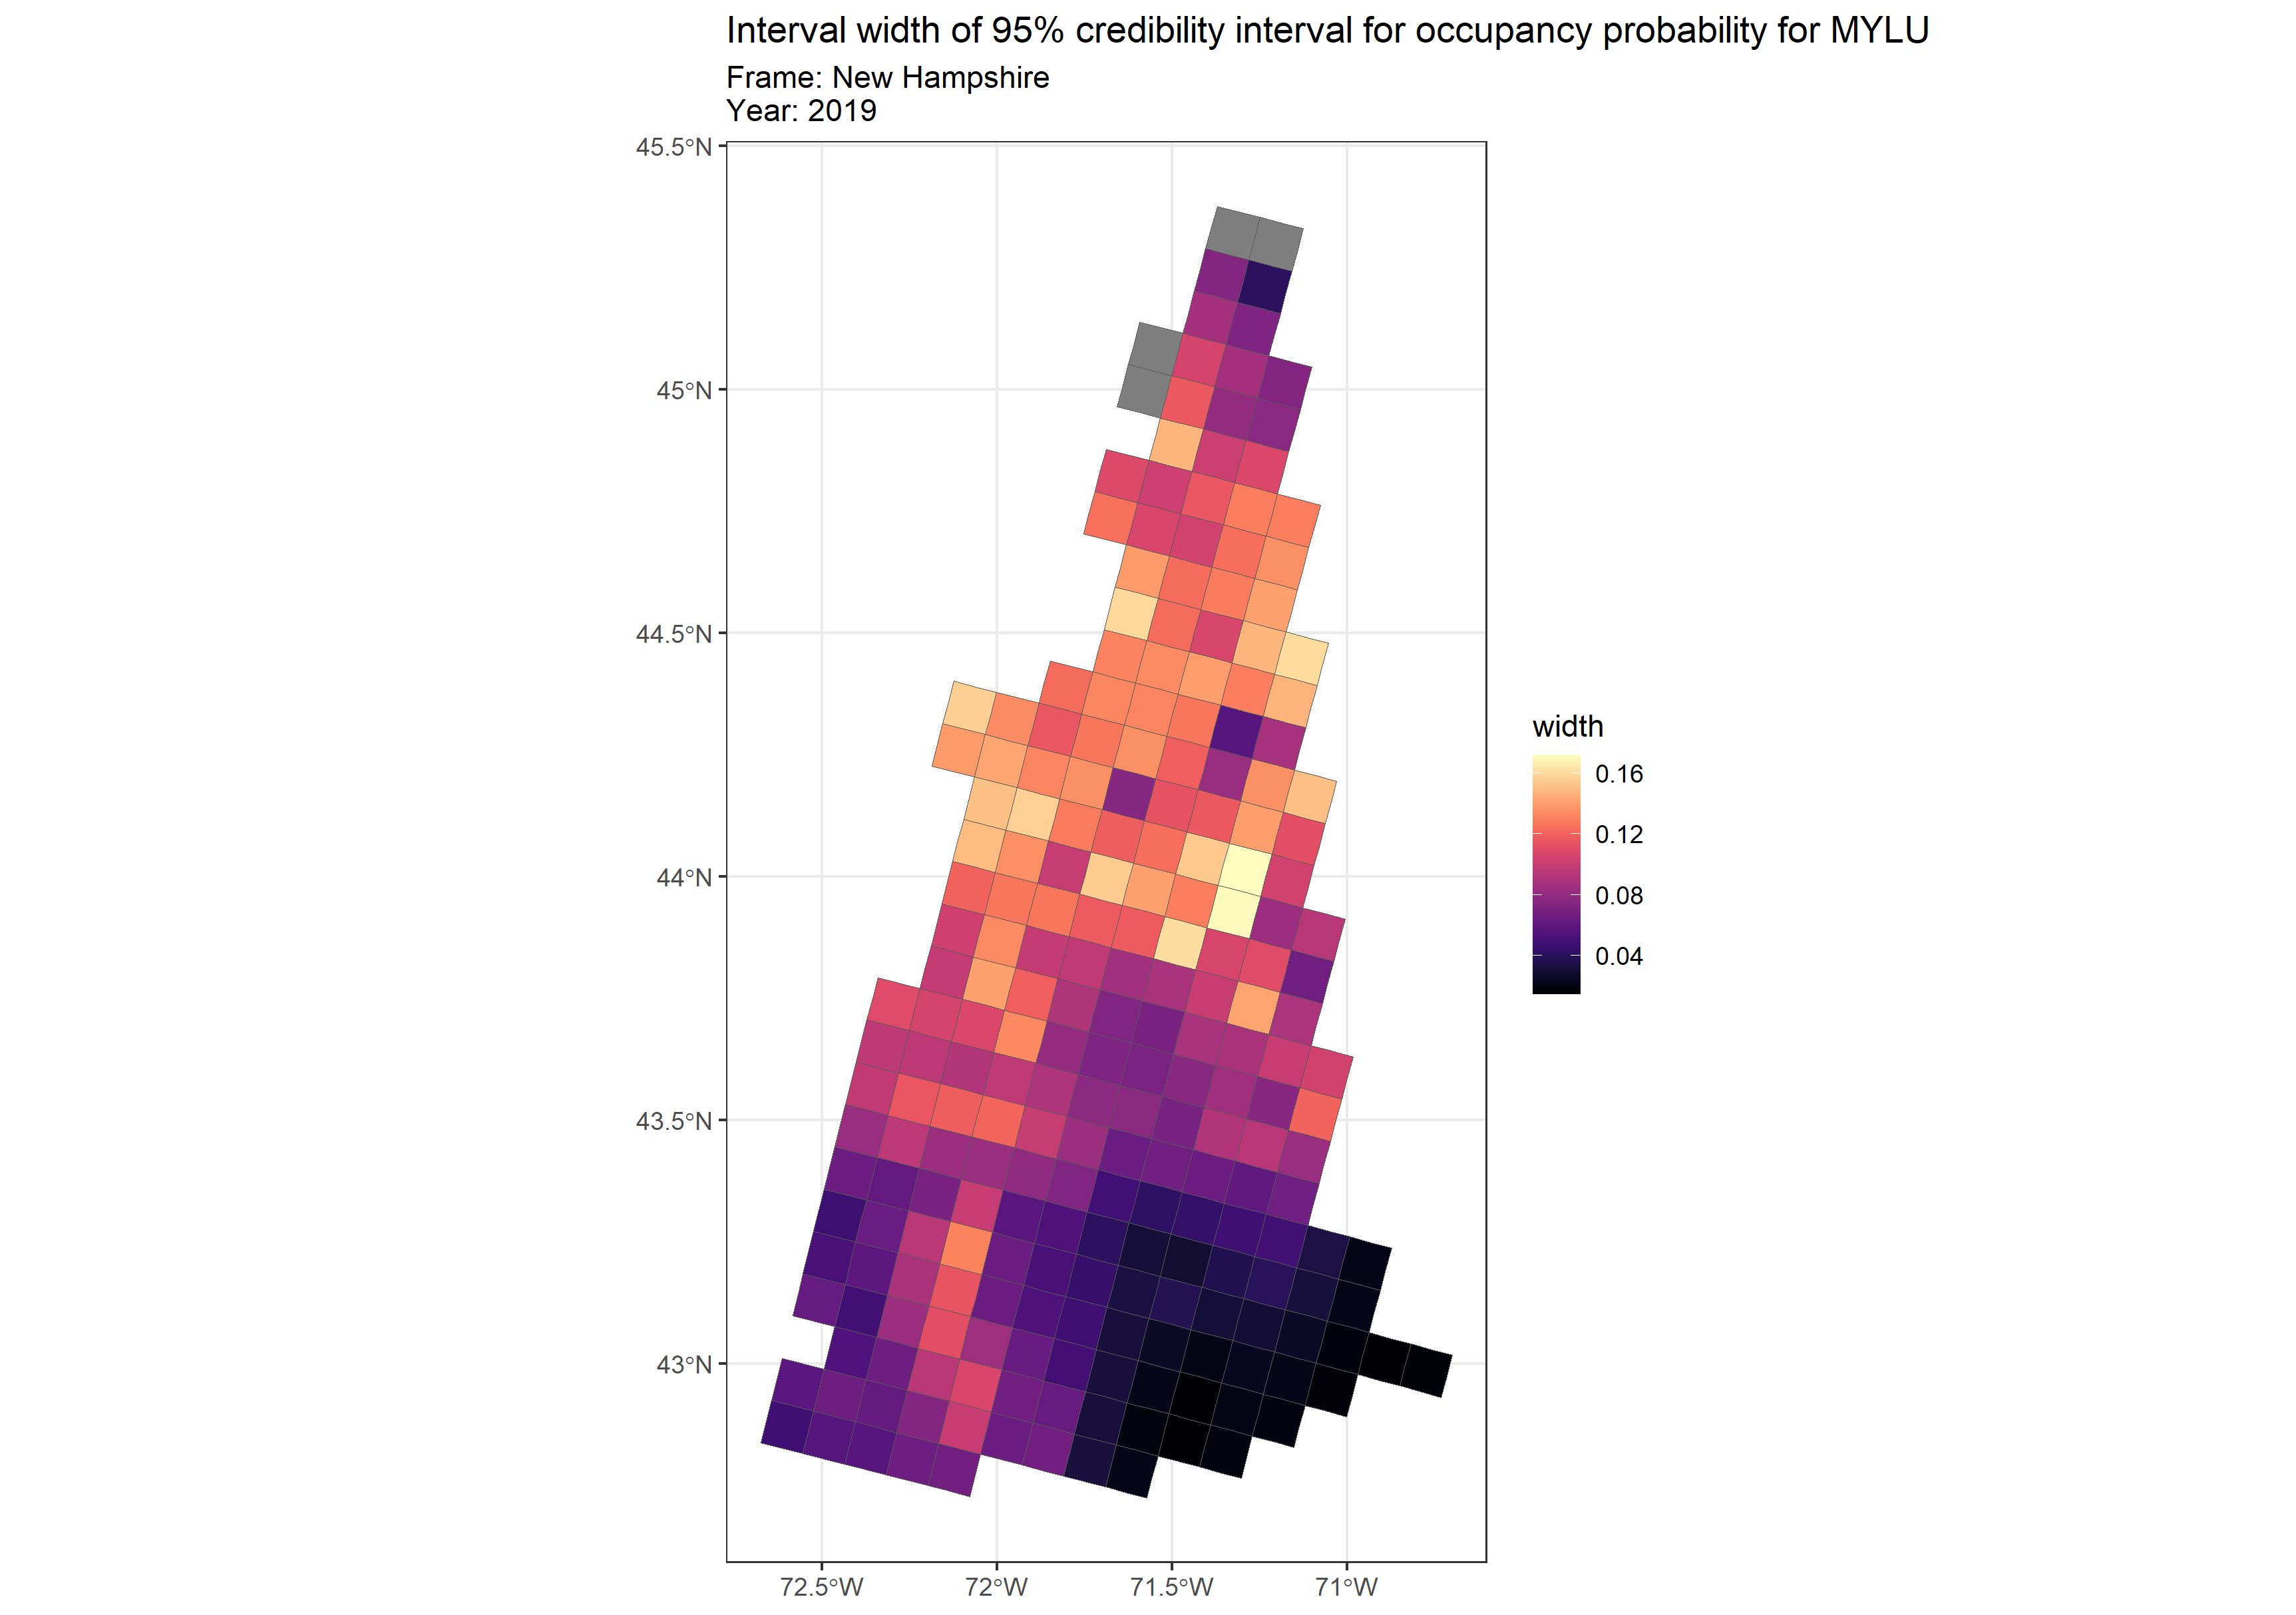 Interval width of 95% credibility interval for occupancy probability for MYLU
Frame: New Hampshire
Year: 2019
45.5°N
45°N
44.5°N
44°N
43.5°N
43°N
72.5°W
72°W
71.5°W
71°W
width
0.16
0.12
0.08
0.04